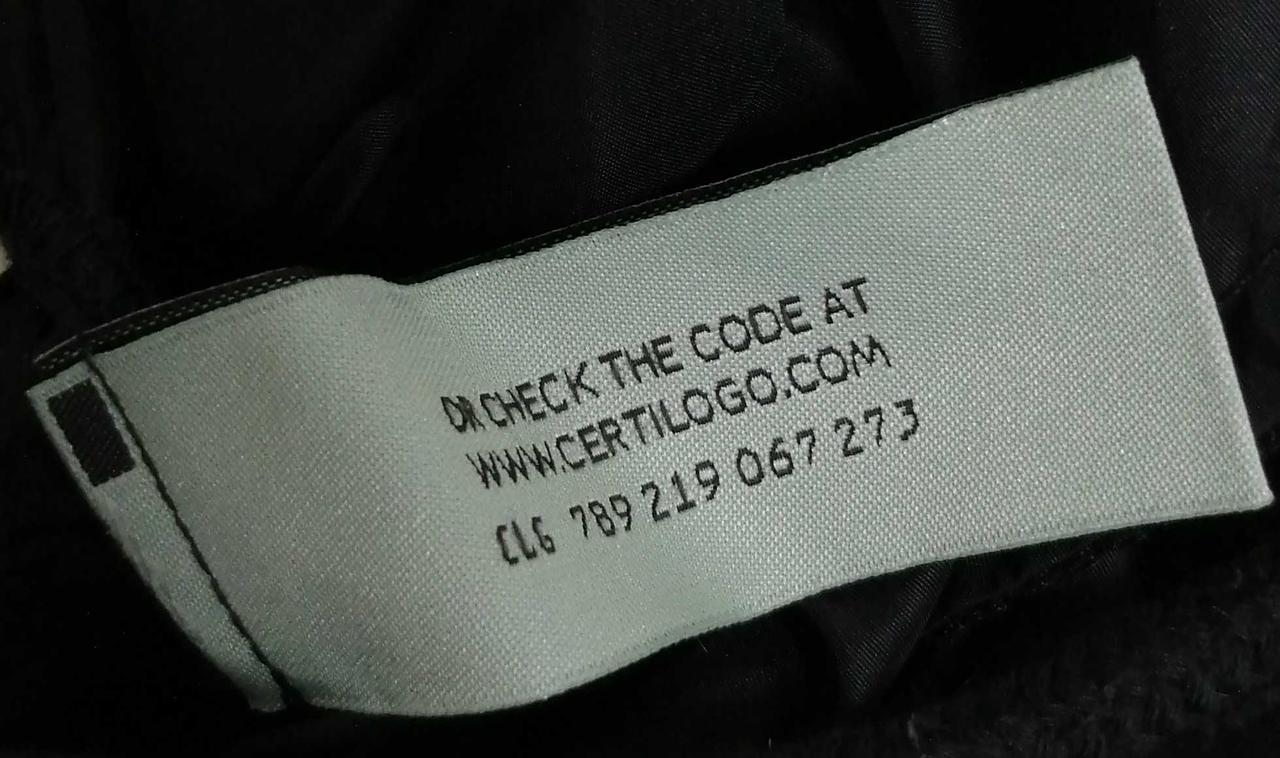 OR CHECK THE CODE AT
WWW.CERTILOGO.COM
CLG 789 219 067 273